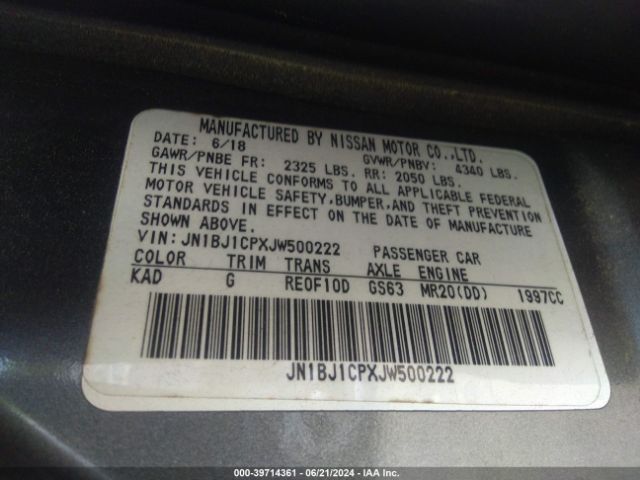 MANUFACTURED BY NISSAN MOTOR CO.,LTD.
DATE: 6/18 GVWR/PNBV: 4340 LBS.
GAWR/PNBE FR: 2325 LBS. RR: 2050 LBS.
THIS VEHICLE CONFORMS TO ALL APPLICABLE FEDERAL
MOTOR VEHICLE SAFETY,BUMPER,AND THEFT PREVENTION
STANDARDS IN EFFECT ON THE DATE OF MANUFACTURE
SHOWN ABOVE.
VIN:JN1BJ1CPXJW500222 PASSENGER CAR
COLOR TRIM TRANS AXLE ENGINE
KAD G REOF10D GS63 MR20(DD) 1997CC
JN1BJ1CPXJW500222
000-39714361 - 06/21/2024 - IAA Inc.